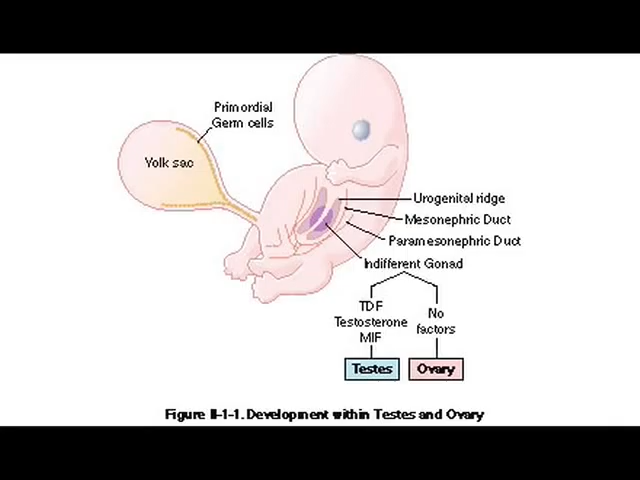 Primordial
Germ cells
Yolk sac
Urogenital ridge
Mesonephric Duct
Paramesonephric Duct
Indifferent Gonad
TDF
Testosterone
MIF
No
factors
Testes
Ovary
Figure II-1-1. Development within Testes and Ovary